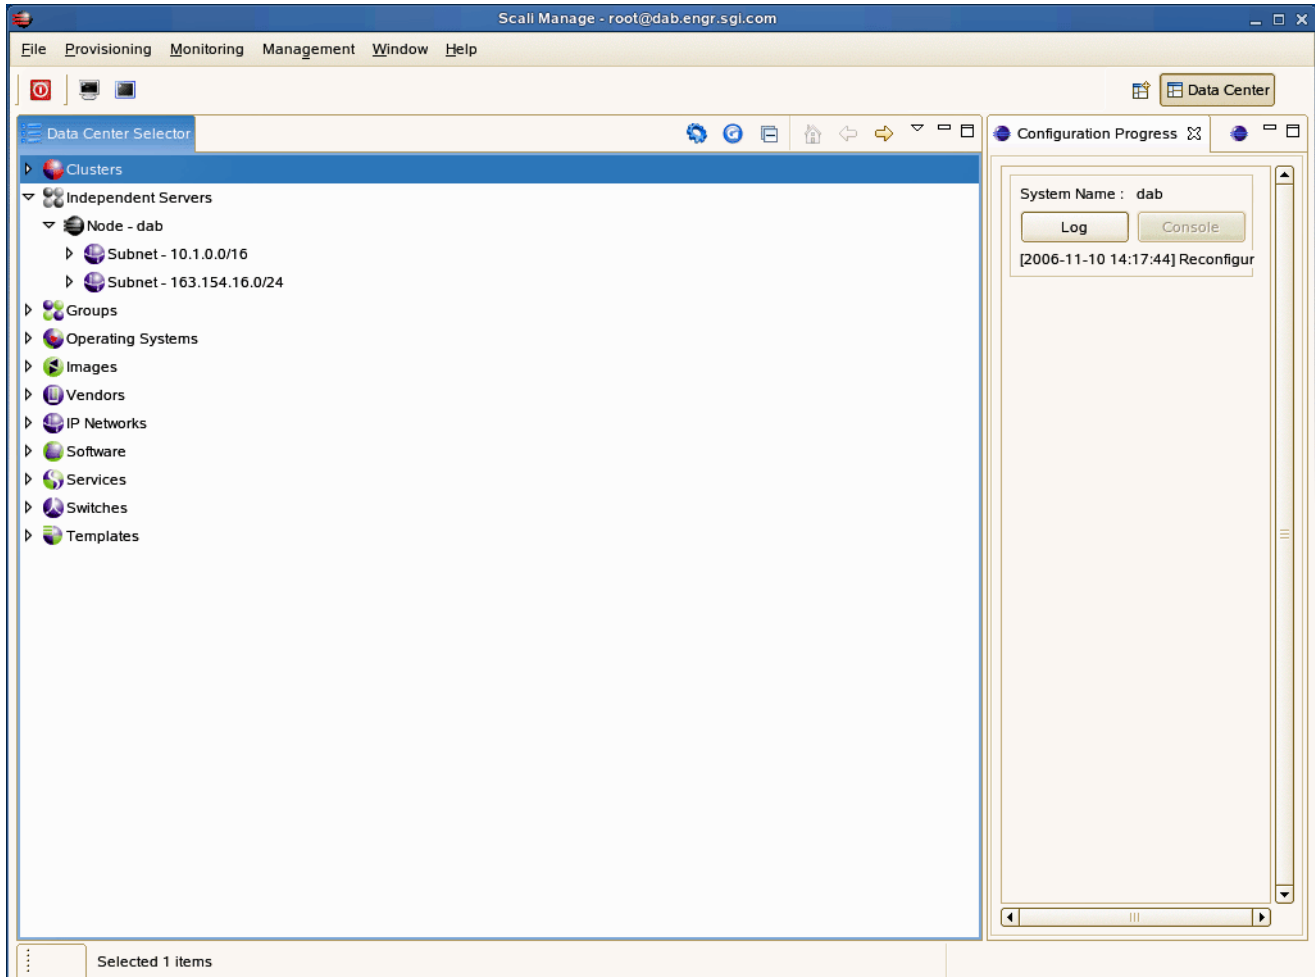 Scali Manage - root@dab.engr.sgi.com
File Provisioning Monitoring Management Window Help
Data Center
Data Center Selector
Clusters
Independent Servers
Node - dab
Subnet - 10.1.0.0/16
Subnet - 163.154.16.0/24
Groups
Operating Systems
Images
Vendors
IP Networks
Software
Services
Switches
Templates
Configuration Progress
System Name : dab
Log Console
[2006-11-10 14:17:44] Reconfigur
Selected 1 items